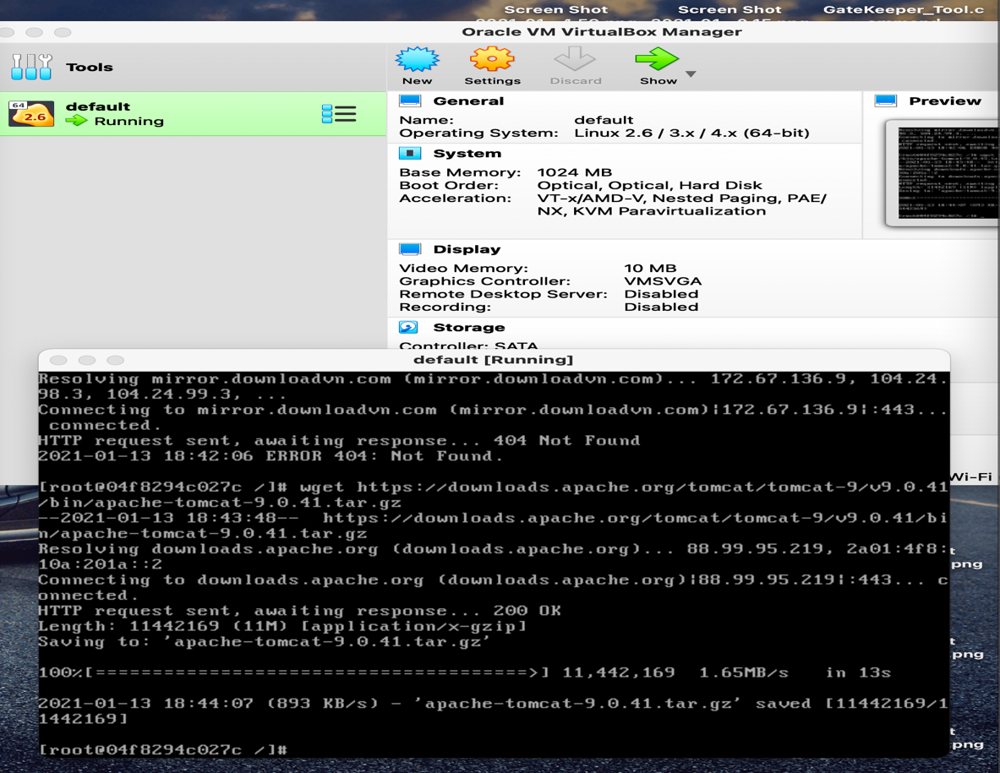 Screen Shot
Screen Shot
GateKeeper_Tool.c
Oracle VM VirtualBox Manager
Tools
New
Settings
Discard
Show
64
2.6
default
Running
General
Name: default
Operating System: Linux 2.6 / 3.x / 4.x (64-bit)
Preview
System
Base Memory: 1024 MB
Boot Order: Optical, Optical, Hard Disk
Acceleration: VT-x/AMD-V, Nested Paging, PAE/
NX, KVM Paravirtualization
Display
Video Memory: 10 MB
Graphics Controller: VMSVGA
Remote Desktop Server: Disabled
Recording: Disabled
Storage
Controller: SATA
default [Running]
Resolving mirror.downloadvn.com (mirror.downloadvn.com)... 172.67.136.9, 104.24.
98.3, 104.24.99.3, ...
Connecting to mirror.downloadvn.com (mirror.downloadvn.com)|172.67.136.9|:443...
connected.
HTTP request sent, awaiting response... 404 Not Found
2021-01-13 18:42:06 ERROR 404: Not Found.
[root@04f8294c027c /]# wget https://downloads.apache.org/tomcat/tomcat-9/v9.0.41
/bin/apache-tomcat-9.0.41.tar.gz
--2021-01-13 18:43:48--  https://downloads.apache.org/tomcat/tomcat-9/v9.0.41/bi
n/apache-tomcat-9.0.41.tar.gz
Resolving downloads.apache.org (downloads.apache.org)... 88.99.95.219, 2a01:4f8:
10a:201a::2
Connecting to downloads.apache.org (downloads.apache.org)|88.99.95.219|:443... c
onnected.
HTTP request sent, awaiting response... 200 OK
Length: 11442169 (11M) [application/x-gzip]
Saving to: 'apache-tomcat-9.0.41.tar.gz'
100%[======================================>] 11,442,169  1.65MB/s   in 13s
2021-01-13 18:44:07 (893 KB/s) - 'apache-tomcat-9.0.41.tar.gz' saved [11442169/1
1442169]
[root@04f8294c027c /]#
Wi-Fi
t
png
t
.png
t
.png